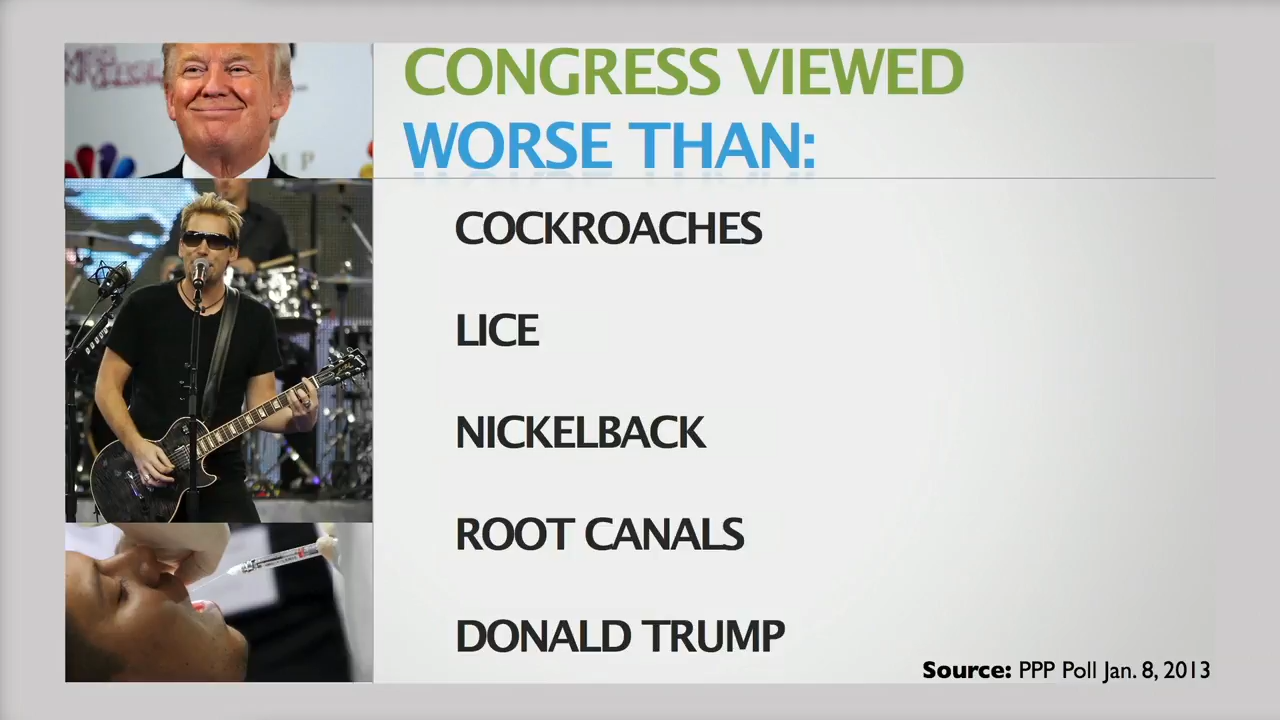 CONGRESS VIEWED
WORSE THAN:
COCKROACHES
LICE
NICKELBACK
ROOT CANALS
DONALD TRUMP
Source: PPP Poll Jan. 8, 2013